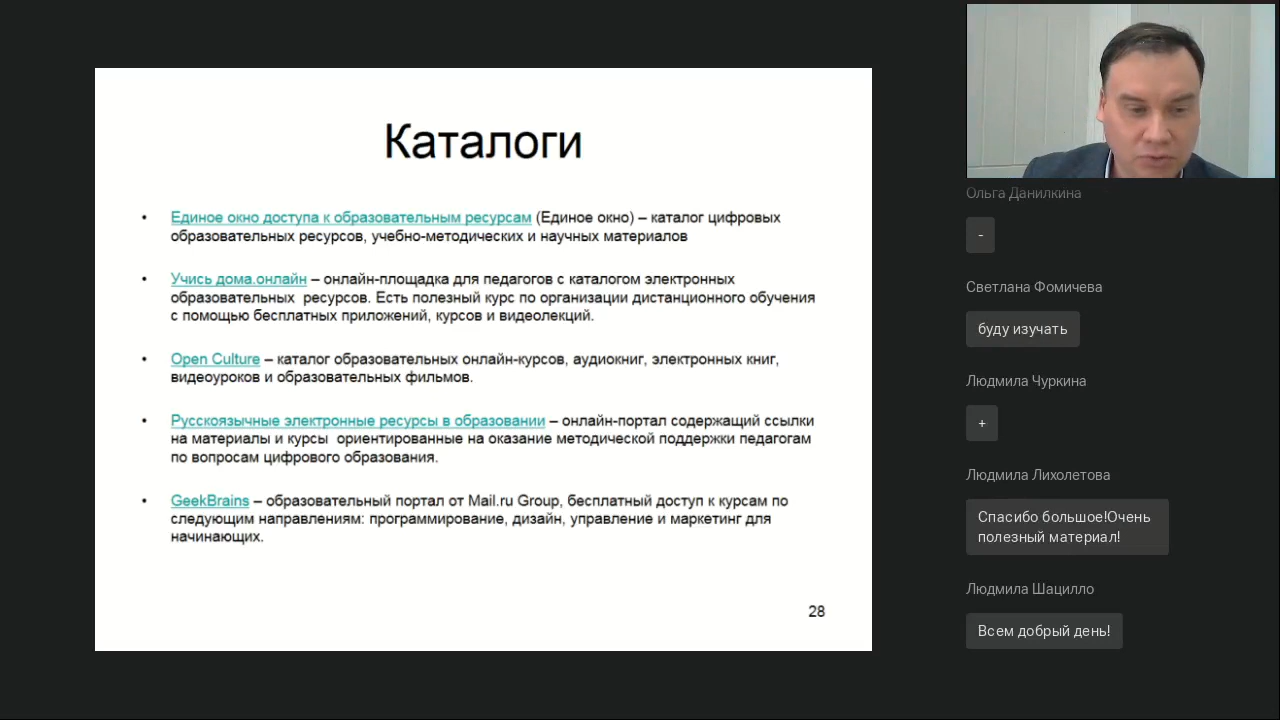 Каталоги
• Единое окно доступа к образовательным ресурсам (Единое окно) – каталог цифровых
образовательных ресурсов, учебно-методических и научных материалов
• Учись дома.онлайн – онлайн-площадка для педагогов с каталогом электронных
образовательных ресурсов. Есть полезный курс по организации дистанционного обучения
с помощью бесплатных приложений, курсов и видеолекций.
• Open Culture – каталог образовательных онлайн-курсов, аудиокниг, электронных книг,
видеоуроков и образовательных фильмов.
• Русскоязычные электронные ресурсы в образовании – онлайн-портал содержащий ссылки
на материалы и курсы ориентированные на оказание методической поддержки педагогам
по вопросам цифрового образования.
• GeekBrains – образовательный портал от Mail.ru Group, бесплатный доступ к курсам по
следующим направлениям: программирование, дизайн, управление и маркетинг для
начинающих.
28
Ольга Данилкина
-
Светлана Фомичева
буду изучать
Людмила Чуркина
+
Людмила Лихолетова
Спасибо большое!Очень
полезный материал!
Людмила Шацилло
Всем добрый день!